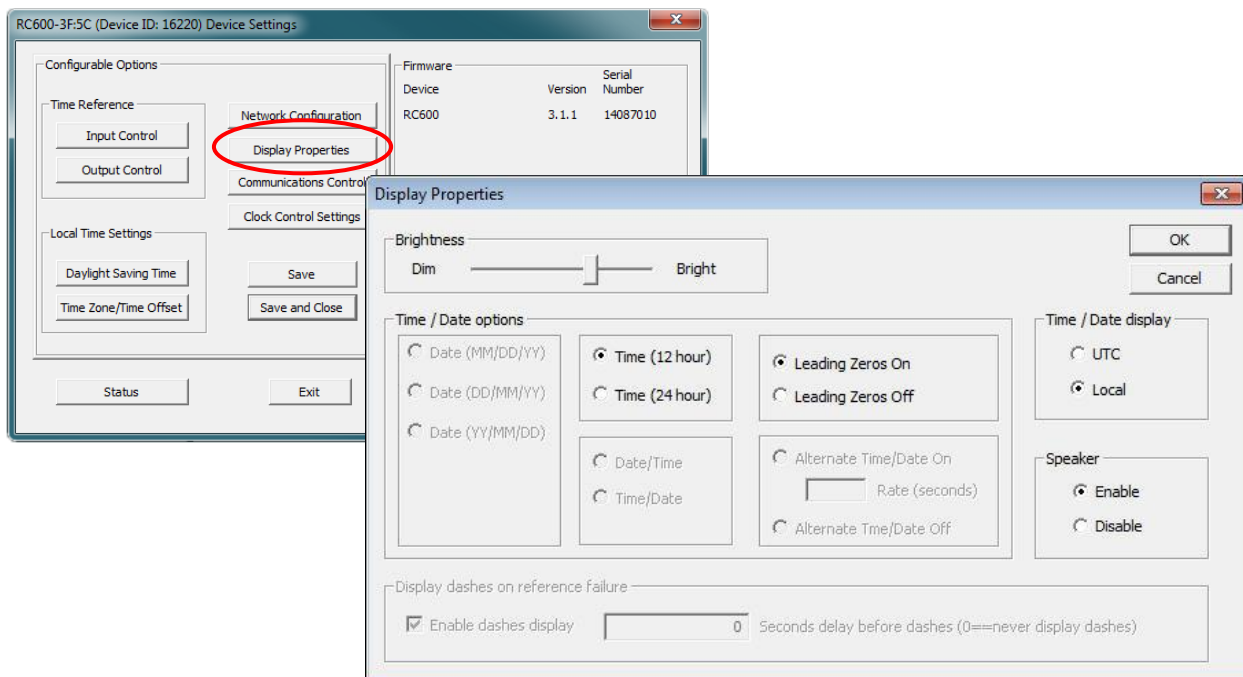 RC600-3F:5C (Device ID: 16220) Device Settings
Configurable Options
Time Reference
Input Control
Output Control
Local Time Settings
Daylight Saving Time
Time Zone/Time Offset
Network Configuration
Display Properties
Communications Control
Clock Control Settings
Save
Save and Close
Status
Exit
Firmware
Device Version Serial Number
RC600 3.1.1 14087010
Display Properties
Brightness
Dim Bright
OK
Cancel
Time / Date options
Date (MM/DD/YY)
Date (DD/MM/YY)
Date (YY/MM/DD)
Time (12 hour)
Time (24 hour)
Date/Time
Time/Date
Leading Zeros On
Leading Zeros Off
Alternate Time/Date On
Rate (seconds)
Alternate Tme/Date Off
Time / Date display
UTC
Local
Speaker
Enable
Disable
Display dashes on reference failure
Enable dashes display 0 Seconds delay before dashes (0==never display dashes)